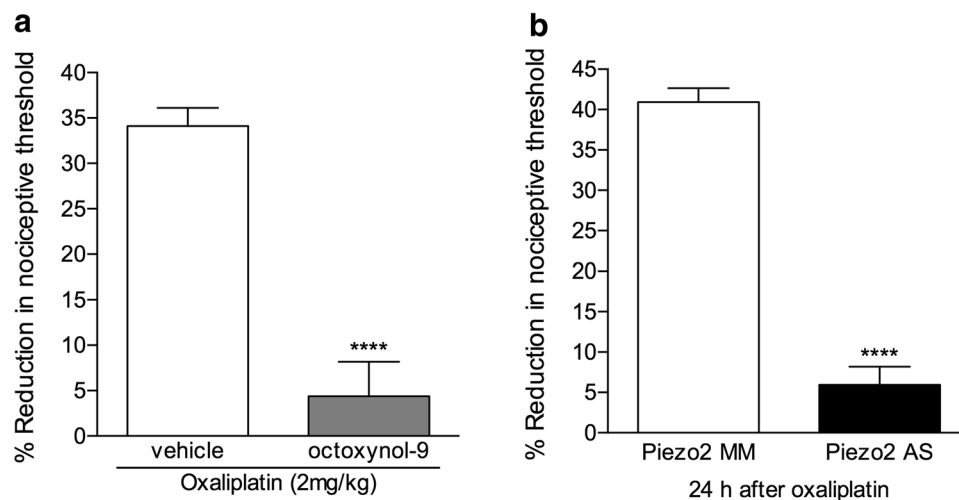 a
% Reduction in nociceptive threshold
40
35
30
25
20
15
10
5
0
****
vehicle octoxynol-9
Oxaliplatin (2mg/kg)
b
% Reduction in nociceptive threshold
45
40
35
30
25
20
15
10
5
0
****
Piezo2 MM Piezo2 AS
24 h after oxaliplatin